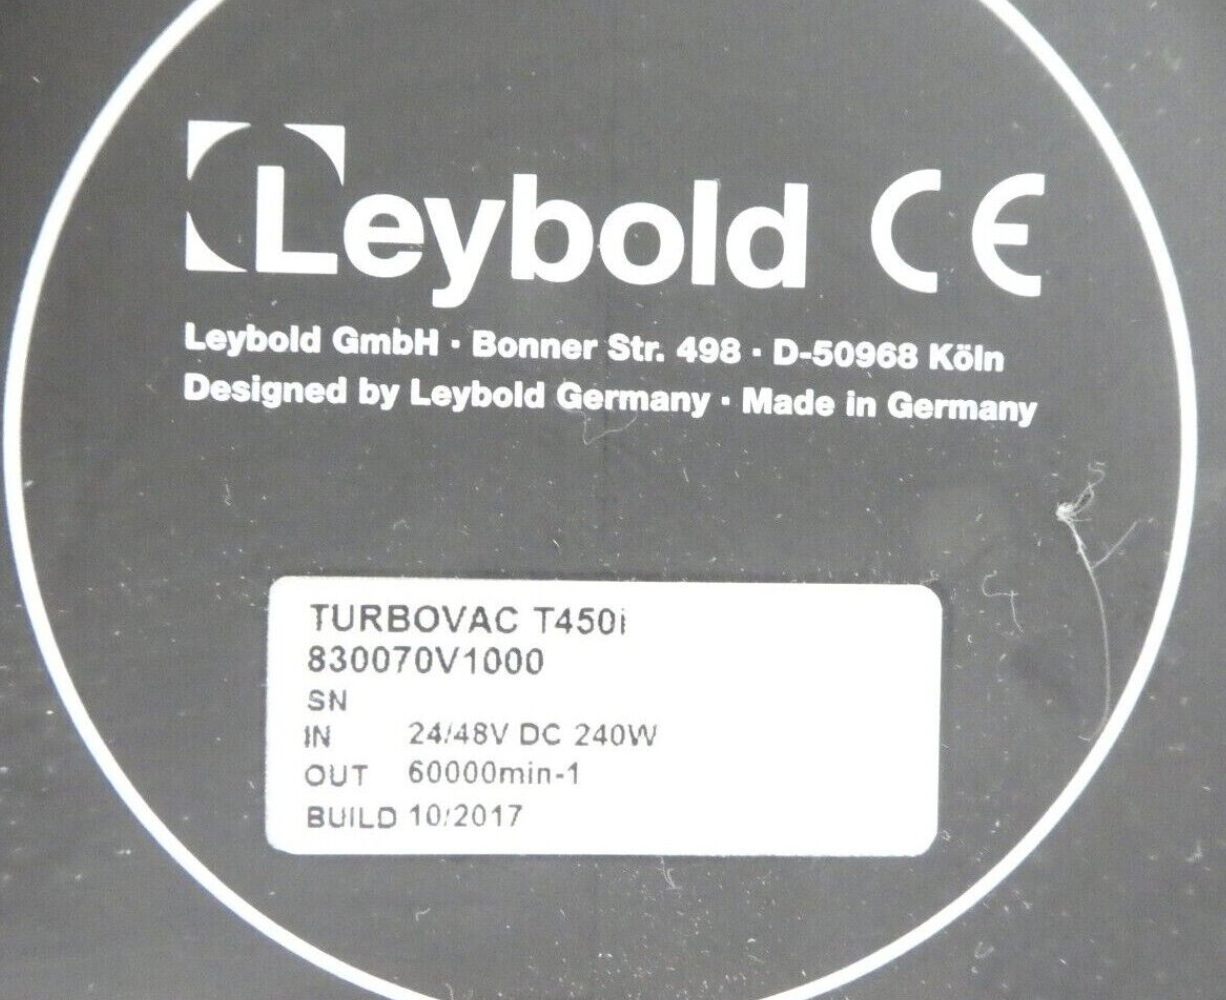 Leybold CE
Leybold GmbH · Bonner Str. 498 · D-50968 Köln
Designed by Leybold Germany · Made in Germany
TURBOVAC T450i
830070V1000
SN
IN 24/48V DC 240W
OUT 60000min-1
BUILD 10/2017